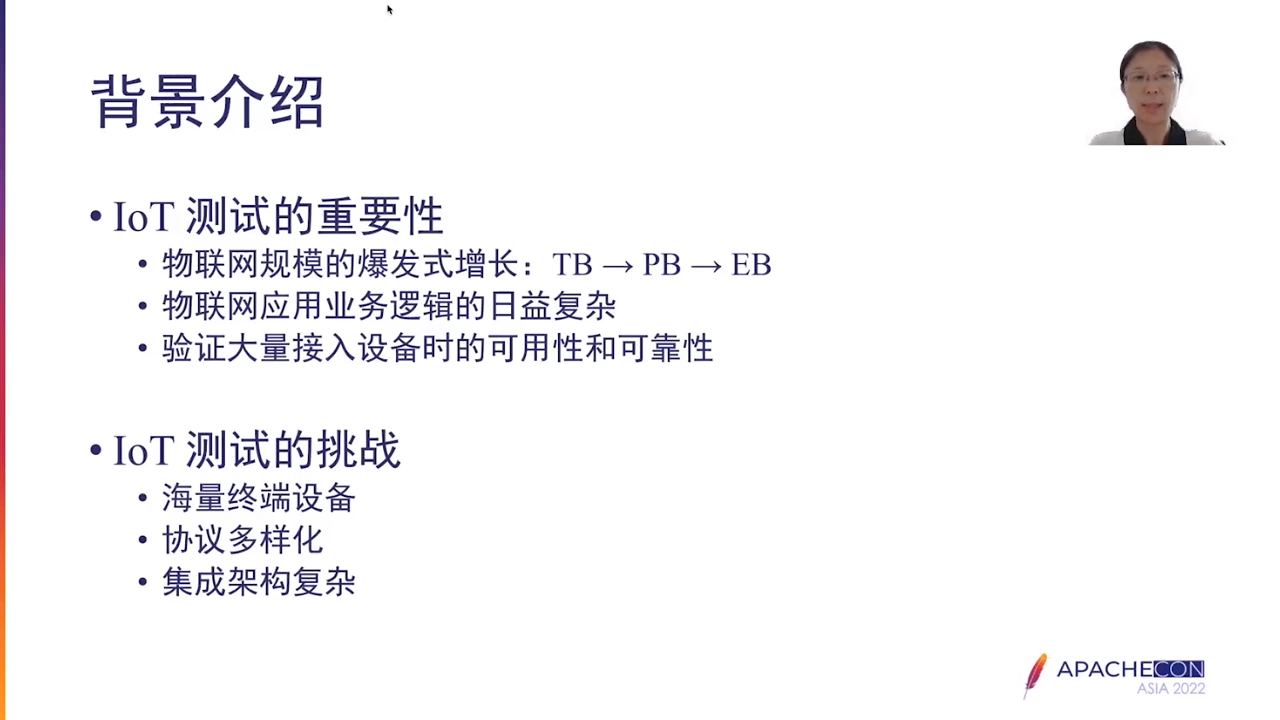 背景介绍
• IoT 测试的重要性
• 物联网规模的爆发式增长：TB → PB → EB
• 物联网应用业务逻辑的日益复杂
• 验证大量接入设备时的可用性和可靠性
• IoT 测试的挑战
• 海量终端设备
• 协议多样化
• 集成架构复杂
APACHECON
ASIA 2022